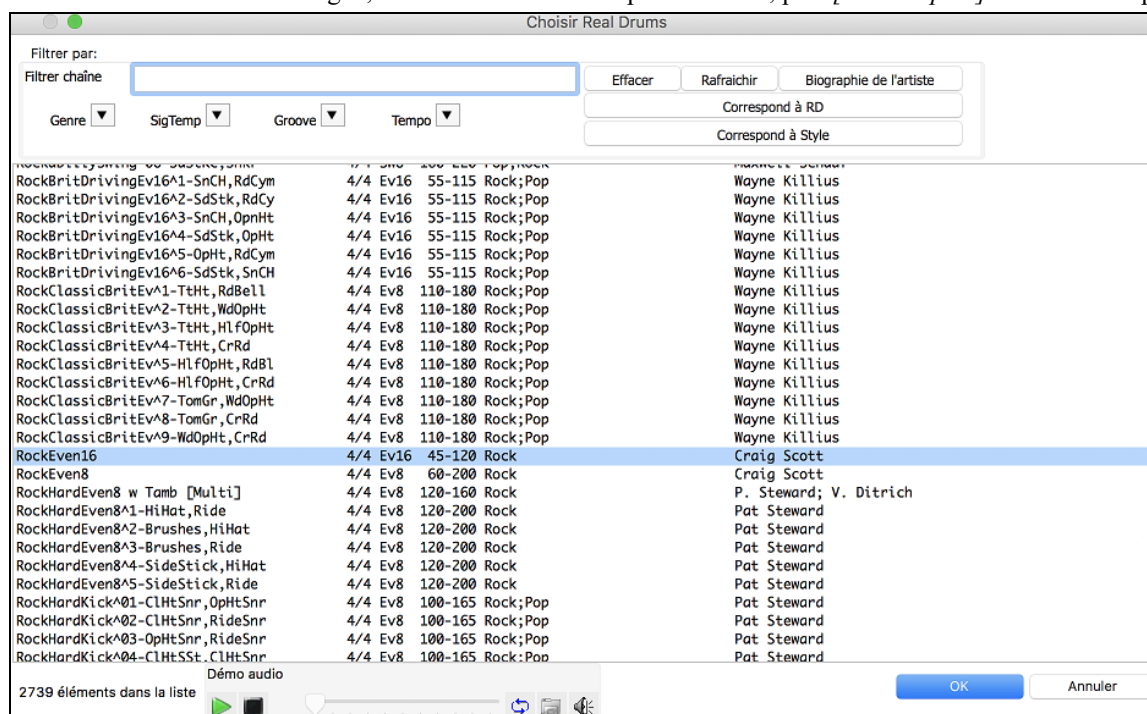 Choisir Real Drums
Filtrer par:
Filtrer chaîne Effacer Rafraichir Biographie de l'artiste
Correspond à RD
Genre ▼ SigTemp ▼ Groove ▼ Tempo ▼
Correspond à Style
RockBritDrivingEv16^1-SnCH,RdCym 4/4 Ev16 55-115 Rock;Pop Wayne Killius
RockBritDrivingEv16^2-SdStk,RdCy 4/4 Ev16 55-115 Rock;Pop Wayne Killius
RockBritDrivingEv16^3-SnCH,OpnHt 4/4 Ev16 55-115 Rock;Pop Wayne Killius
RockBritDrivingEv16^4-SdStk,OpHt 4/4 Ev16 55-115 Rock;Pop Wayne Killius
RockBritDrivingEv16^5-OpHt,RdCym 4/4 Ev16 55-115 Rock;Pop Wayne Killius
RockBritDrivingEv16^6-SdStk,SnCH 4/4 Ev16 55-115 Rock;Pop Wayne Killius
RockClassicBritEv^1-TtHt,RdBell 4/4 Ev8 110-180 Rock;Pop Wayne Killius
RockClassicBritEv^2-TtHt,WdOpHt 4/4 Ev8 110-180 Rock;Pop Wayne Killius
RockClassicBritEv^3-TtHt,HlfOpHt 4/4 Ev8 110-180 Rock;Pop Wayne Killius
RockClassicBritEv^4-TtHt,CrRd 4/4 Ev8 110-180 Rock;Pop Wayne Killius
RockClassicBritEv^5-HlfOpHt,RdBl 4/4 Ev8 110-180 Rock;Pop Wayne Killius
RockClassicBritEv^6-HlfOpHt,CrRd 4/4 Ev8 110-180 Rock;Pop Wayne Killius
RockClassicBritEv^7-TomGr,WdOpHt 4/4 Ev8 110-180 Rock;Pop Wayne Killius
RockClassicBritEv^8-TomGr,CrRd 4/4 Ev8 110-180 Rock;Pop Wayne Killius
RockClassicBritEv^9-WdOpHt,CrRd 4/4 Ev8 110-180 Rock;Pop Wayne Killius
RockEven16 4/4 Ev16 45-120 Rock Craig Scott
RockEven8 4/4 Ev8 60-200 Rock Craig Scott
RockHardEven8 w Tamb [Multi] 4/4 Ev8 120-160 Rock P. Steward; V. Ditrich
RockHardEven8^1-HiHat,Ride 4/4 Ev8 120-200 Rock Pat Steward
RockHardEven8^2-Brushes,HiHat 4/4 Ev8 120-200 Rock Pat Steward
RockHardEven8^3-Brushes,Ride 4/4 Ev8 120-200 Rock Pat Steward
RockHardEven8^4-SideStick,HiHat 4/4 Ev8 120-200 Rock Pat Steward
RockHardEven8^5-SideStick,Ride 4/4 Ev8 120-200 Rock Pat Steward
RockHardKick^01-ClHtSnr,OpHtSnr 4/4 Ev8 100-165 Rock;Pop Pat Steward
RockHardKick^02-ClHtSnr,RideSnr 4/4 Ev8 100-165 Rock;Pop Pat Steward
RockHardKick^03-OpHtSnr,RideSnr 4/4 Ev8 100-165 Rock;Pop Pat Steward
RockHardKick^04-ClHtSSt,ClHtSnr 4/4 Ev8 100-165 Rock;Pop Pat Steward
Démo audio
2739 éléments dans la liste OK Annuler